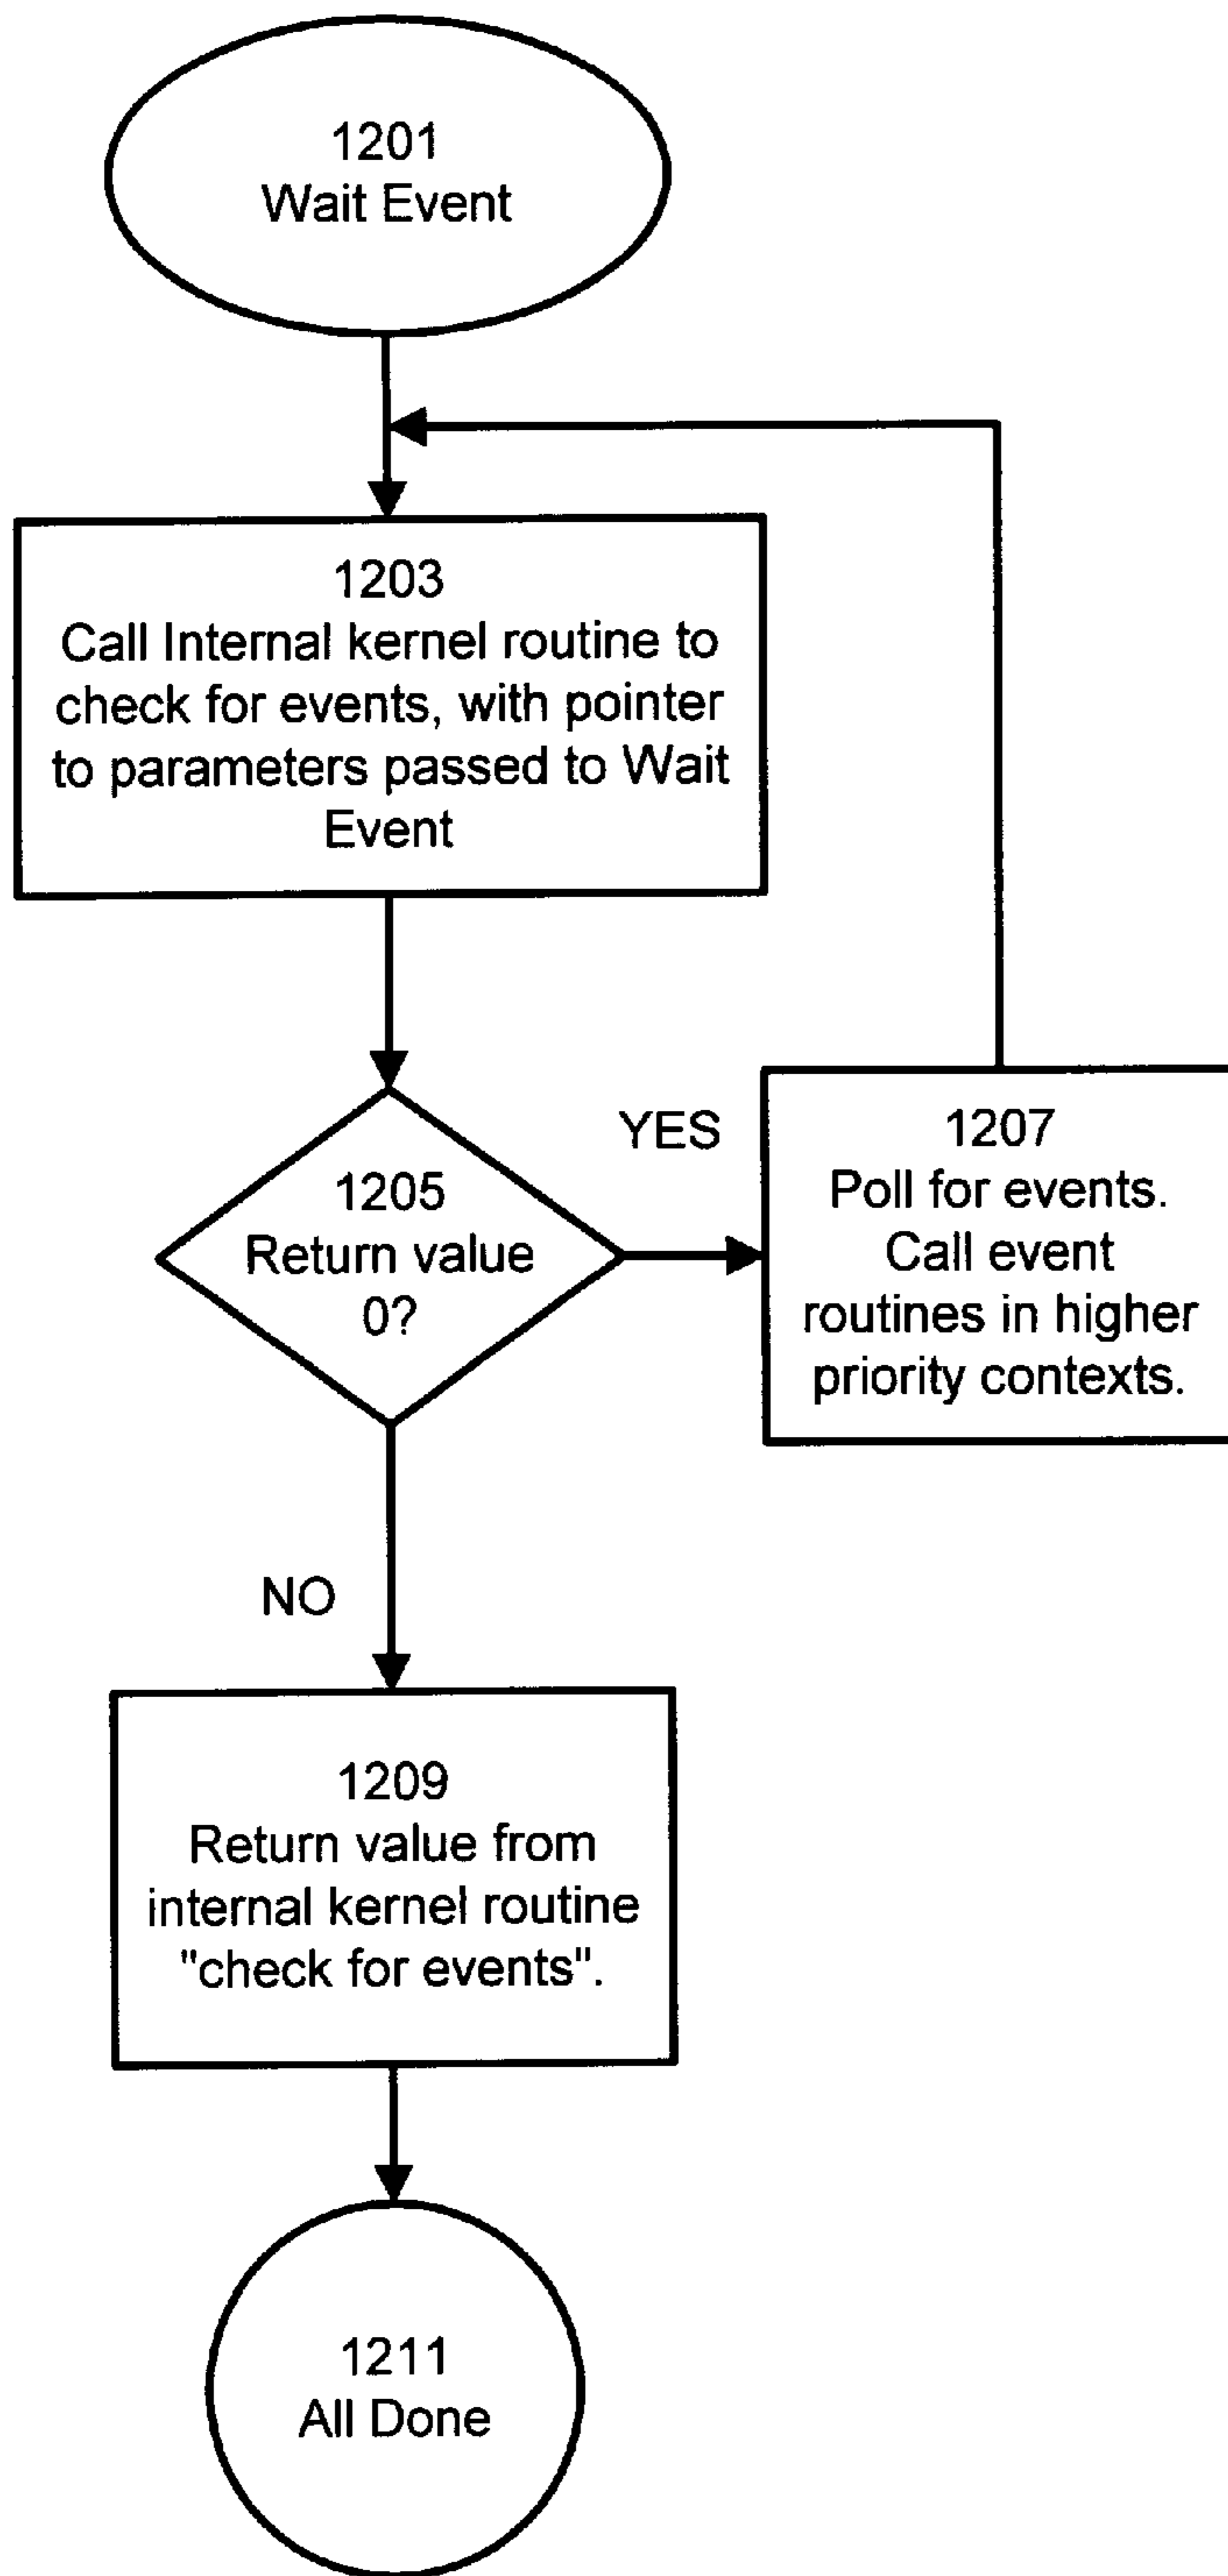 1201
Wait Event
1203
Call Internal kernel routine to
check for events, with pointer
to parameters passed to Wait
Event
YES
1205
Return value
0?
1207
Poll for events.
Call event
routines in higher
priority contexts.
NO
1209
Return value from
internal kernel routine
"check for events".
1211
All Done